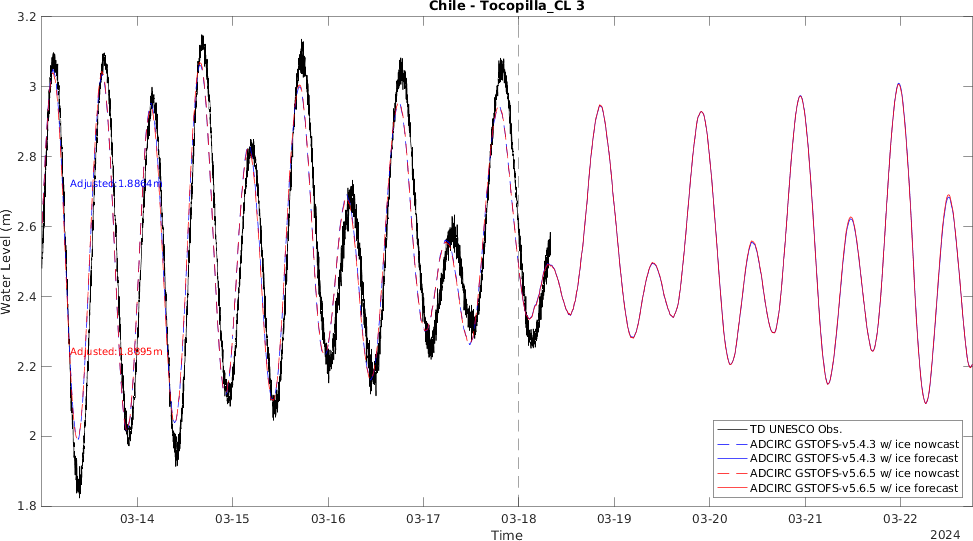 Chile - Tocopilla_CL 3
3.2
3
2.8
2.6
2.4
2.2
2
1.8
Water Level (m)
Adjusted:1.8864m
Adjusted:1.8695m
TD UNESCO Obs.
ADCIRC GSTOFS-v5.4.3 w/ ice nowcast
ADCIRC GSTOFS-v5.4.3 w/ ice forecast
ADCIRC GSTOFS-v5.6.5 w/ ice nowcast
ADCIRC GSTOFS-v5.6.5 w/ ice forecast
03-14 03-15 03-16 03-17 03-18 03-19 03-20 03-21 03-22
Time
2024